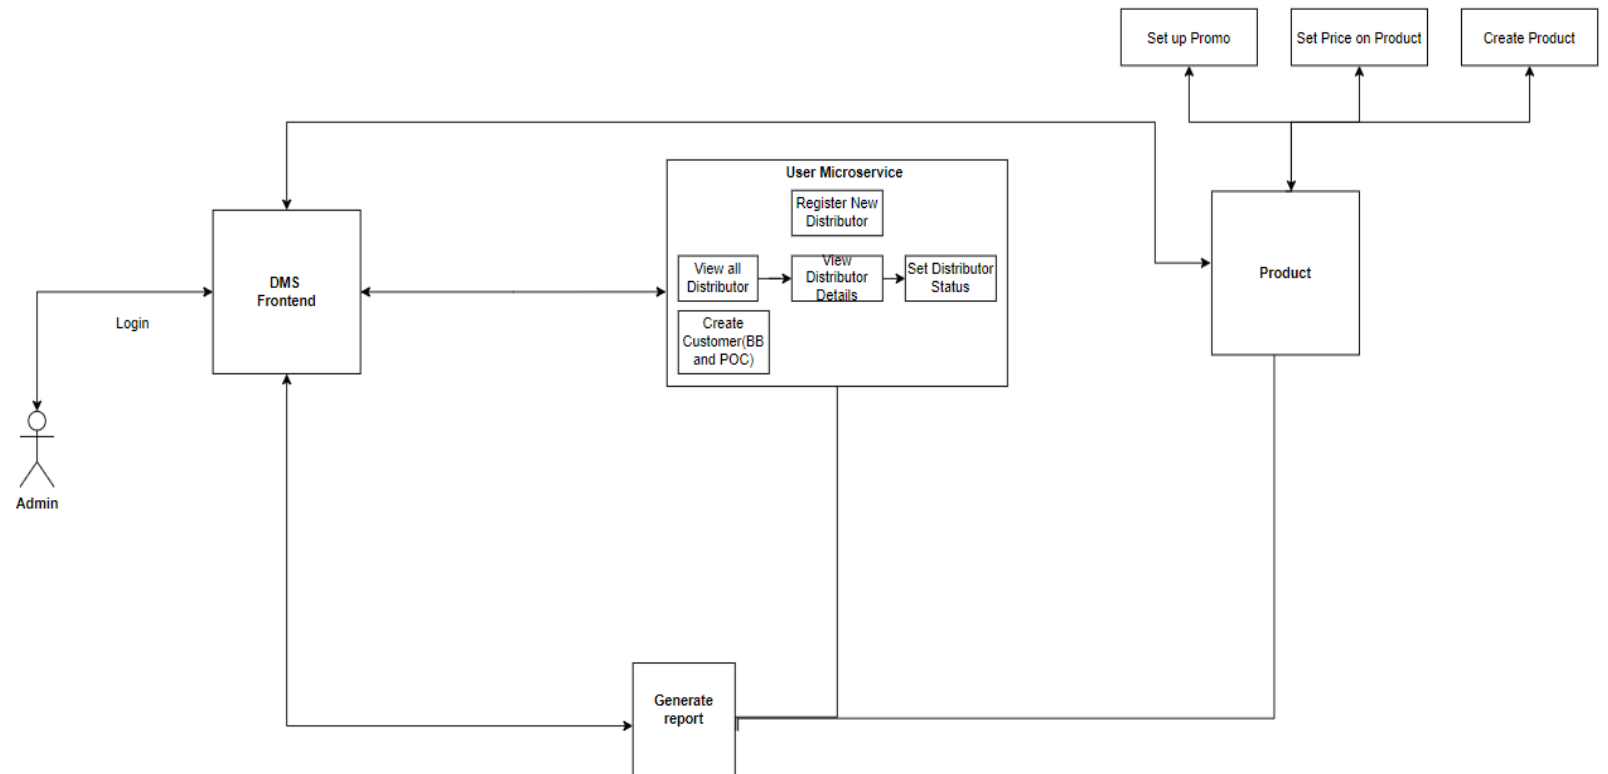 Set up Promo
Set Price on Product
Create Product
User Microservice
Register New
Distributor
View all
Distributor
View
Distributor
Details
Set Distributor
Status
Create
Customer(BB
and POC)
DMS
Frontend
Product
Login
Admin
Generate
report